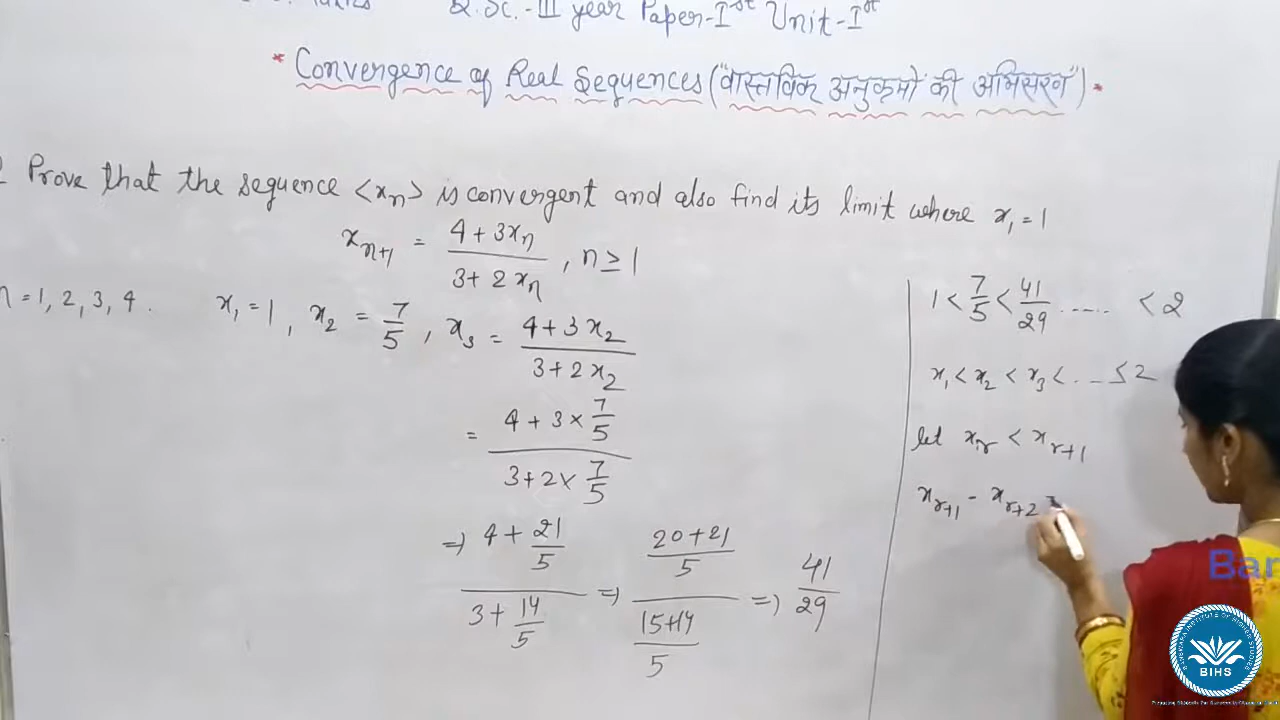 B.Sc.-III year Paper-Ist Unit-Ist
* Convergence of Real Sequences ("वास्तविक अनुक्रमो की अभिसरण") *
Prove that the sequence <xn> is convergent and also find its limit where x1 = 1
xn+1 = (4 + 3xn)/(3 + 2xn), n ≥ 1
n = 1, 2, 3, 4. x1 = 1, x2 = 7/5, x3 = (4 + 3x2)/(3 + 2x2)
= (4 + 3 × 7/5)/(3 + 2 × 7/5)
=> (4 + 21/5)/(3 + 14/5) => ((20 + 21)/5)/((15 + 14)/5) => 41/29
1 < 7/5 < 41/29 ..... < 2
x1 < x2 < x3 < ... ≤ 2
let xr < xr+1
xr+1 - xr+2
Bar
BIHS